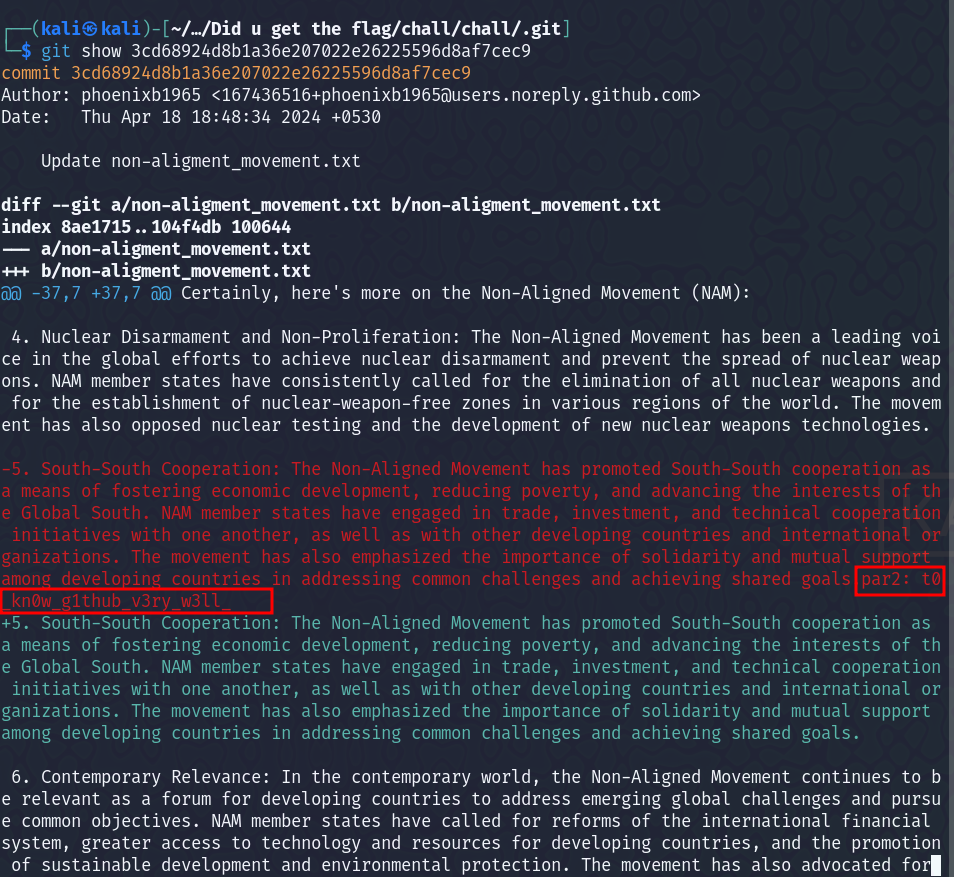 ┌──(kali㉿kali)-[~/…/Did u get the flag/chall/chall/.git]
└─$ git show 3cd68924d8b1a36e207022e26225596d8af7cec9
commit 3cd68924d8b1a36e207022e26225596d8af7cec9
Author: phoenixb1965 <167436516+phoenixb1965@users.noreply.github.com>
Date:   Thu Apr 18 18:48:34 2024 +0530
    Update non-aligment_movement.txt
diff --git a/non-aligment_movement.txt b/non-aligment_movement.txt
index 8ae1715..104f4db 100644
--- a/non-aligment_movement.txt
+++ b/non-aligment_movement.txt
@@ -37,7 +37,7 @@ Certainly, here's more on the Non-Aligned Movement (NAM):
 4. Nuclear Disarmament and Non-Proliferation: The Non-Aligned Movement has been a leading voi
ce in the global efforts to achieve nuclear disarmament and prevent the spread of nuclear weap
ons. NAM member states have consistently called for the elimination of all nuclear weapons and
 for the establishment of nuclear-weapon-free zones in various regions of the world. The movem
ent has also opposed nuclear testing and the development of new nuclear weapons technologies.
-5. South-South Cooperation: The Non-Aligned Movement has promoted South-South cooperation as
a means of fostering economic development, reducing poverty, and advancing the interests of th
e Global South. NAM member states have engaged in trade, investment, and technical cooperation
 initiatives with one another, as well as with other developing countries and international or
ganizations. The movement has also emphasized the importance of solidarity and mutual support
among developing countries in addressing common challenges and achieving shared goals par2: t0
_kn0w_g1thub_v3ry_w3ll_
+5. South-South Cooperation: The Non-Aligned Movement has promoted South-South cooperation as
a means of fostering economic development, reducing poverty, and advancing the interests of th
e Global South. NAM member states have engaged in trade, investment, and technical cooperation
 initiatives with one another, as well as with other developing countries and international or
ganizations. The movement has also emphasized the importance of solidarity and mutual support
among developing countries in addressing common challenges and achieving shared goals.
 6. Contemporary Relevance: In the contemporary world, the Non-Aligned Movement continues to b
e relevant as a forum for developing countries to address emerging global challenges and pursu
e common objectives. NAM member states have called for reforms of the international financial
system, greater access to technology and resources for developing countries, and the promotion
 of sustainable development and environmental protection. The movement has also advocated for